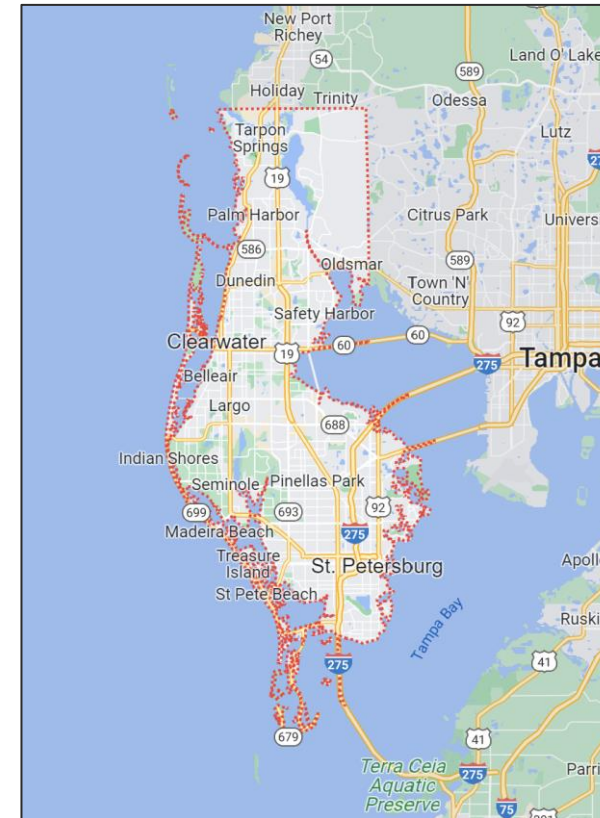 New Port
Richey
54
589
Land O' Lake
Holiday
Trinity
Odessa
Tarpon
Springs
Lutz
19
Palm Harbor
Citrus Park
Univers
586
589
Oldsmar
Dunedin
Town 'N'
Country
Safety Harbor
92
Clearwater
60
60
19
275
Tampa
Belleair
Largo
688
Indian Shores
Seminole
Pinellas Park
699
693
92
Madeira Beach
275
Treasure
Island
St. Petersburg
Apoll
St Pete Beach
Tampa Bay
Ruski
275
41
679
41
Terra Ceia
Aquatic
Preserve
275
Parri
75